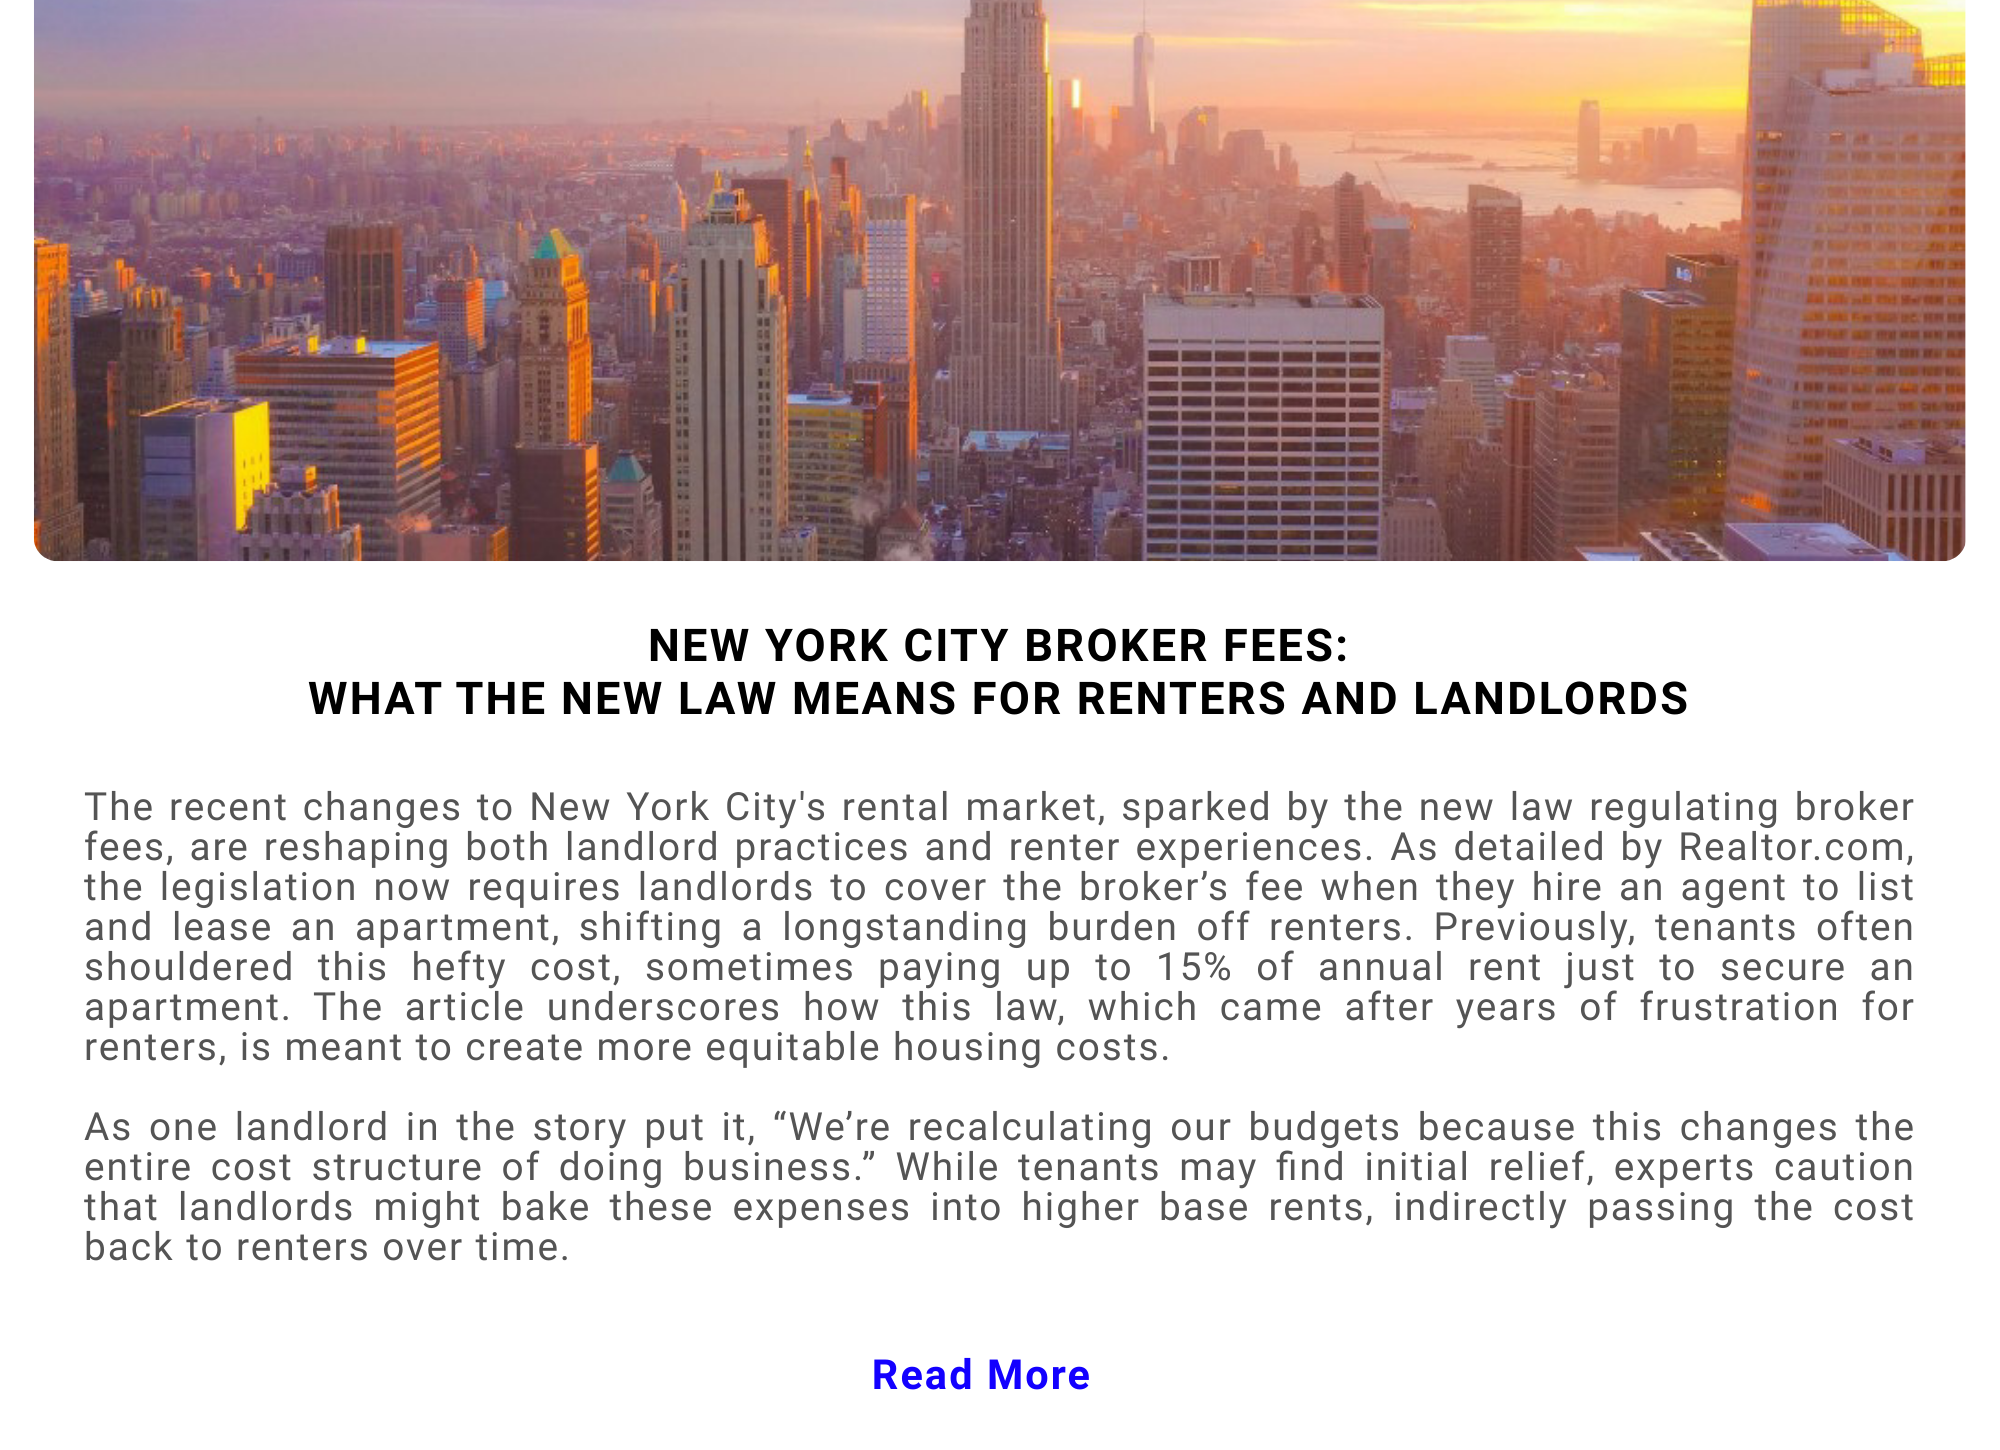 NEW YORK CITY BROKER FEES:
WHAT THE NEW LAW MEANS FOR RENTERS AND LANDLORDS
The recent changes to New York City's rental market, sparked by the new law regulating broker
fees, are reshaping both landlord practices and renter experiences. As detailed by Realtor.com,
the legislation now requires landlords to cover the broker’s fee when they hire an agent to list
and lease an apartment, shifting a longstanding burden off renters. Previously, tenants often
shouldered this hefty cost, sometimes paying up to 15% of annual rent just to secure an
apartment. The article underscores how this law, which came after years of frustration for
renters, is meant to create more equitable housing costs.
As one landlord in the story put it, “We’re recalculating our budgets because this changes the
entire cost structure of doing business.” While tenants may find initial relief, experts caution
that landlords might bake these expenses into higher base rents, indirectly passing the cost
back to renters over time.
Read More